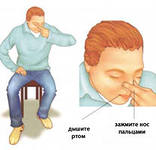 зажмите нос
пальцами
дышите
ртом